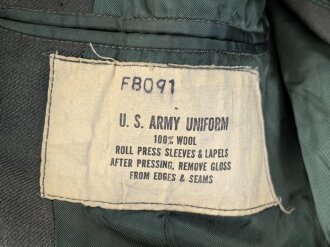 F8091
U. S. ARMY UNIFORM
100% WOOL
ROLL PRESS SLEEVES & LAPELS
AFTER PRESSING, REMOVE GLOSS
FROM EDGES & SEAMS